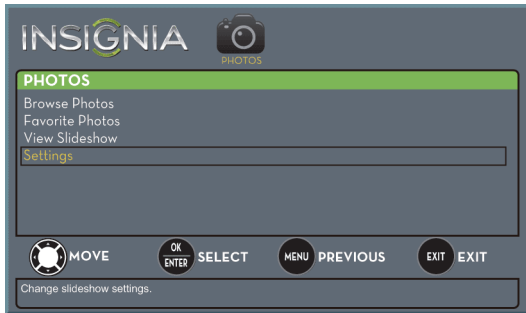 INSIGNIA
PHOTOS
PHOTOS
Browse Photos
Favorite Photos
View Slideshow
Settings
MOVE
OK
ENTER
SELECT
MENU
PREVIOUS
EXIT
EXIT
Change slideshow settings.